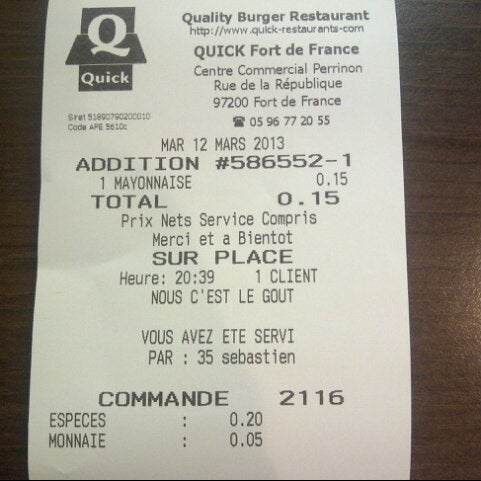 Q
Quick
Quality Burger Restaurant
http://www.quick-restaurants-com
QUICK Fort de France
Centre Commercial Perrinon
Rue de la République
97200 Fort de France
☎ 05 96 77 20 55
Siret 51890790200010
Code APE 5610c
MAR 12 MARS 2013
ADDITION #586552-1
1 MAYONNAISE 0.15
TOTAL 0.15
Prix Nets Service Compris
Merci et a Bientot
SUR PLACE
Heure: 20:39 1 CLIENT
NOUS C'EST LE GOUT
VOUS AVEZ ETE SERVI
PAR : 35 sebastien
COMMANDE 2116
ESPECES : 0.20
MONNAIE : 0.05